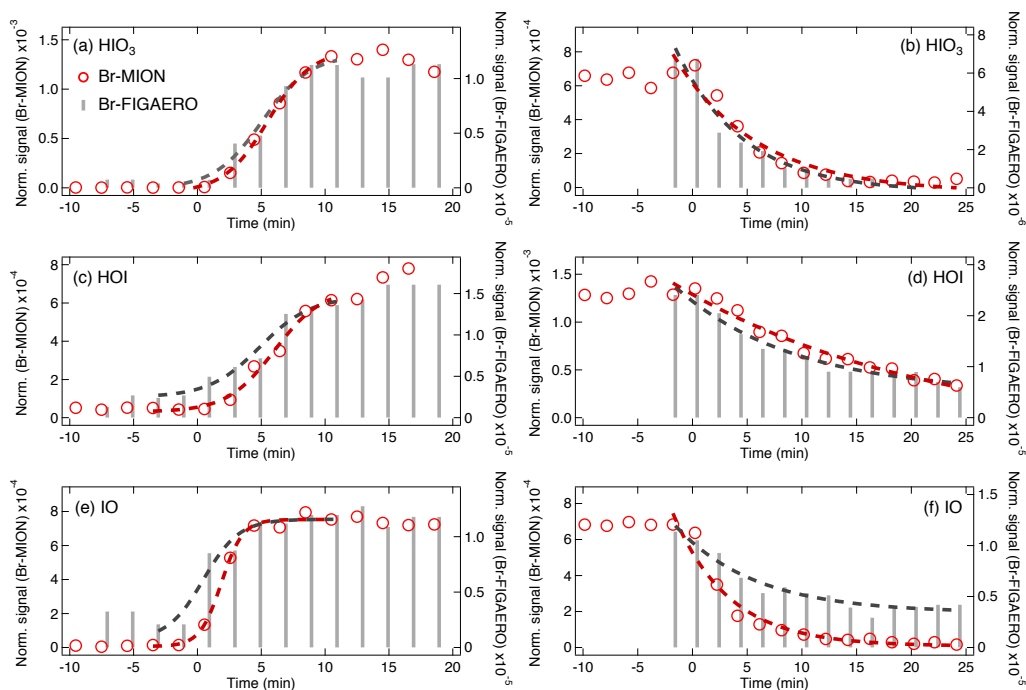 (a) HIO₃
Br-MION
Br-FIGAERO
Norm. signal (Br-MION) x10⁻³
1.5
1.0
0.5
0.0
Norm. signal (Br-FIGAERO) x10⁻⁵
1.0
0.5
0
-10 -5 0 5 10 15 20
Time (min)
(b) HIO₃
Norm. signal (Br-MION) x10⁻⁴
8
6
4
2
0
Norm. signal (Br-FIGAERO) x10⁻⁶
8
6
4
2
0
-10 -5 0 5 10 15 20 25
Time (min)
(c) HOI
Norm. (Br-MION) x10⁻⁴
8
6
4
2
0
Norm. signal (Br-FIGAERO) x10⁻⁵
1.5
1.0
0.5
0
-10 -5 0 5 10 15 20
Time (min)
(d) HOI
Norm. signal (Br-MION) x10⁻³
1.5
1.0
0.5
0.0
Norm. signal (Br-FIGAERO) x10⁻⁵
3
2
1
0
-10 -5 0 5 10 15 20 25
Time (min)
(e) IO
Norm. signal (Br-MION) x10⁻⁴
8
6
4
2
0
Norm. signal (Br-FIGAERO) x10⁻⁵
1.0
0.5
0
-10 -5 0 5 10 15 20
Time (min)
(f) IO
Norm. signal (Br-MION) x10⁻⁴
8
6
4
2
0
Norm. signal (Br-FIGAERO) x10⁻⁵
1.5
1.0
0.5
0
-10 -5 0 5 10 15 20 25
Time (min)